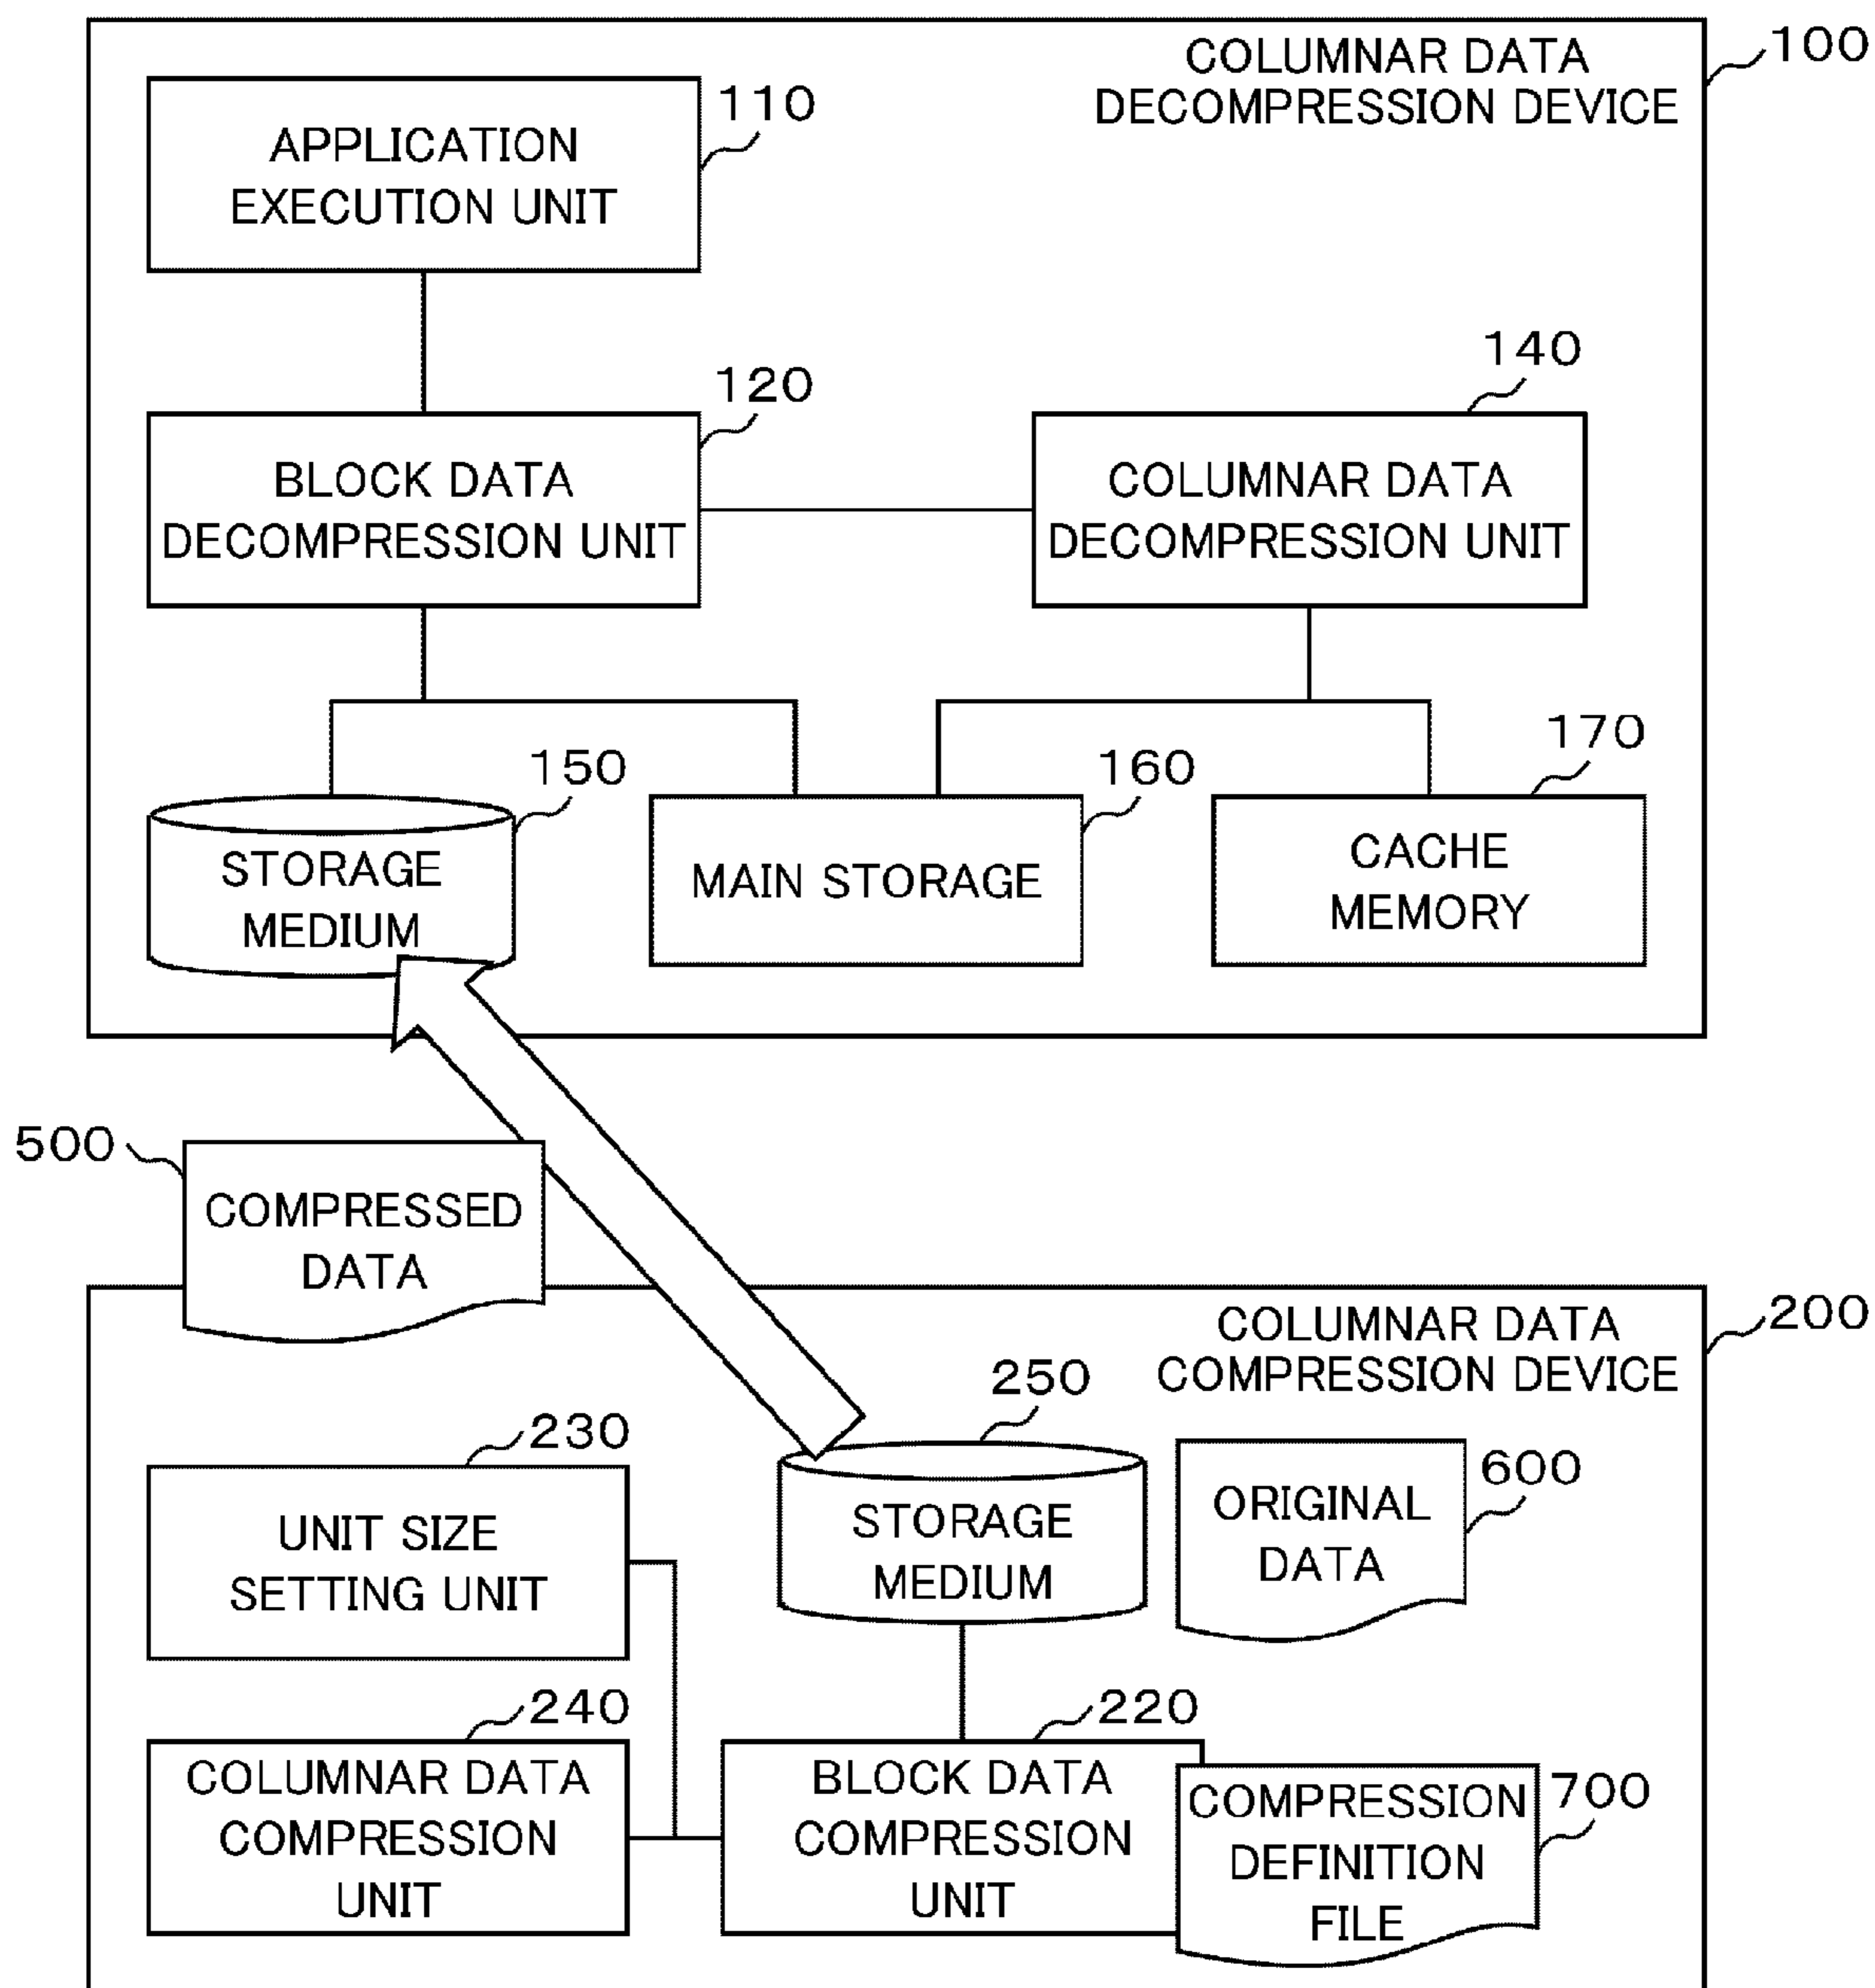 COLUMNAR DATA
DECOMPRESSION DEVICE
100
110
APPLICATION
EXECUTION UNIT
120
BLOCK DATA
DECOMPRESSION UNIT
140
COLUMNAR DATA
DECOMPRESSION UNIT
150
STORAGE
MEDIUM
160
MAIN STORAGE
170
CACHE
MEMORY
500
COMPRESSED
DATA
COLUMNAR DATA
COMPRESSION DEVICE
200
230
UNIT SIZE
SETTING UNIT
250
STORAGE
MEDIUM
600
ORIGINAL
DATA
240
COLUMNAR DATA
COMPRESSION
UNIT
220
BLOCK DATA
COMPRESSION
UNIT
700
COMPRESSION
DEFINITION
FILE